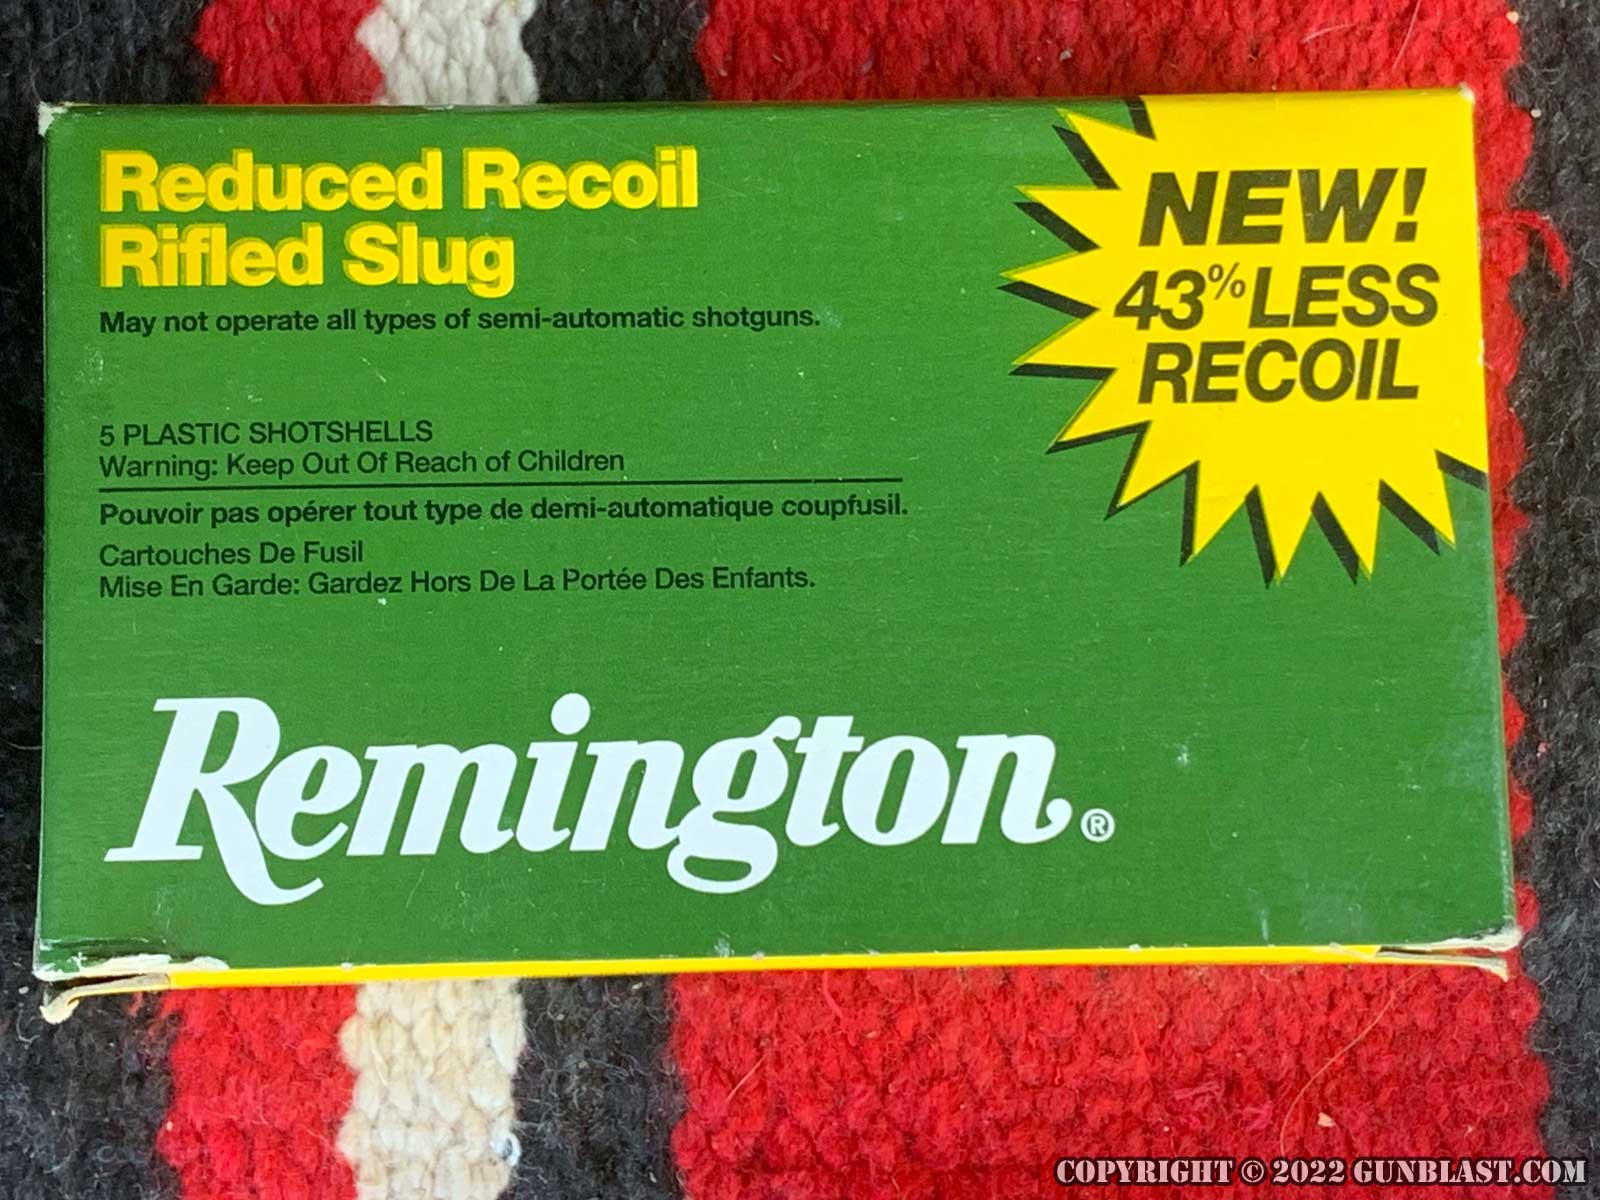 Reduced Recoil
Rifled Slug
May not operate all types of semi-automatic shotguns.
NEW!
43% LESS
RECOIL
5 PLASTIC SHOTSHELLS
Warning: Keep Out Of Reach of Children
Pouvoir pas opérer tout type de demi-automatique coupfusil.
Cartouches De Fusil
Mise En Garde: Gardez Hors De La Portée Des Enfants.
Remington®
COPYRIGHT © 2022 GUNBLAST.COM